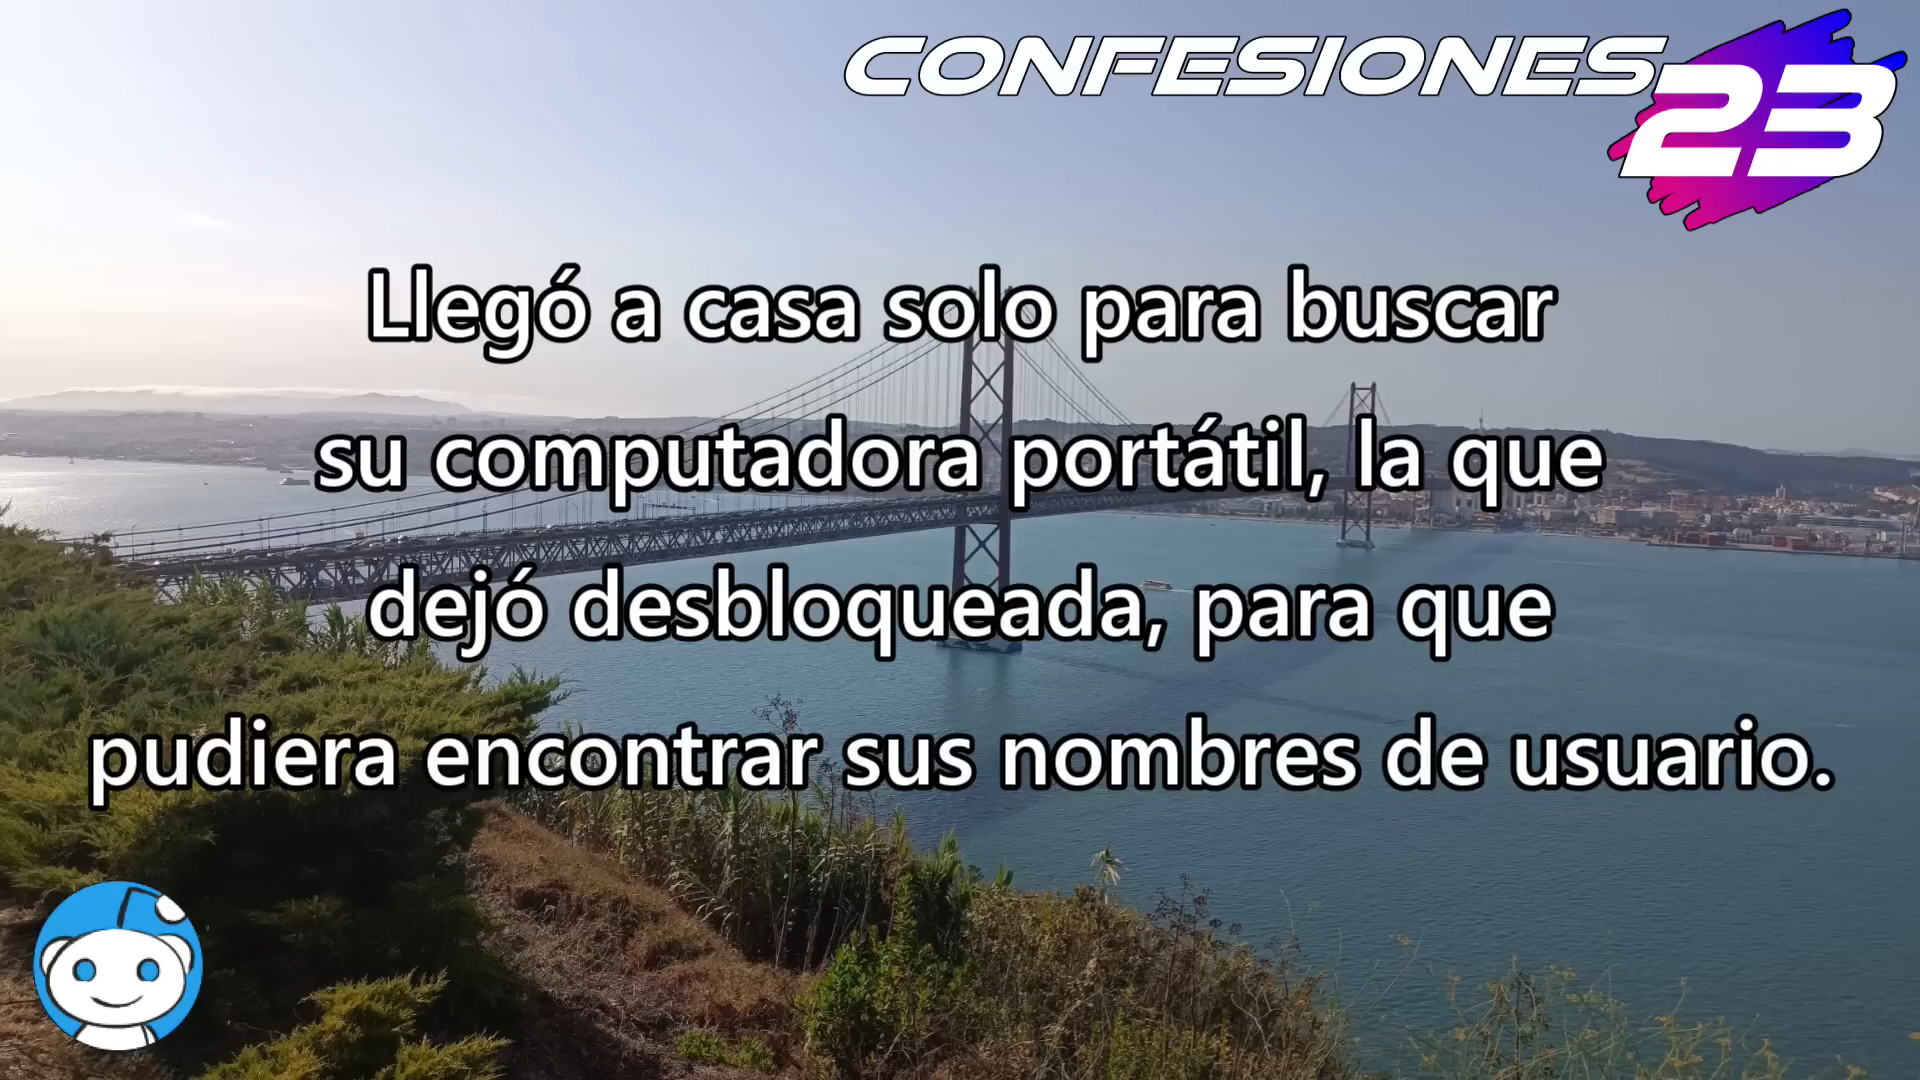 CONFESIONES
23
Llegó a casa solo para buscar
su computadora portátil, la que
dejó desbloqueada, para que
pudiera encontrar sus nombres de usuario.